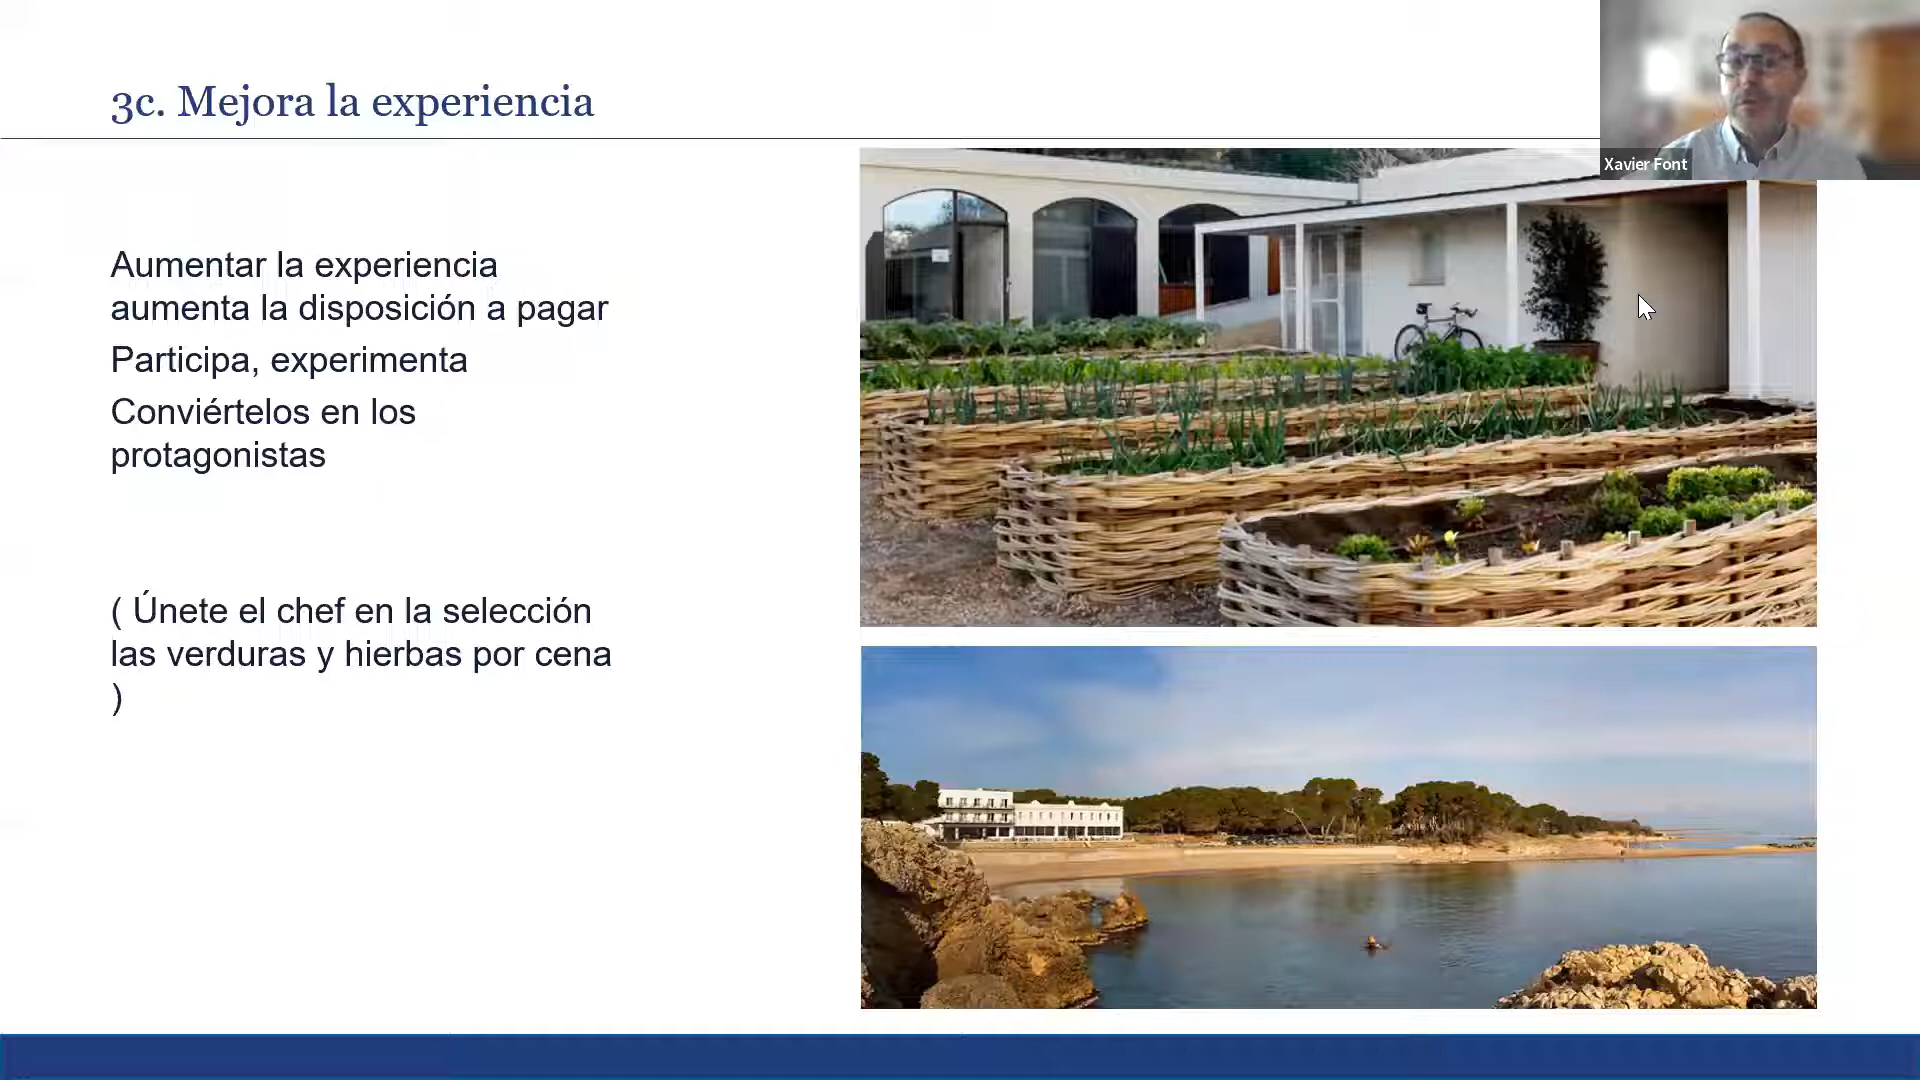 3c. Mejora la experiencia
Xavier Font
Aumentar la experiencia
aumenta la disposición a pagar
Participa, experimenta
Conviértelos en los
protagonistas
( Únete el chef en la selección
las verduras y hierbas por cena
)